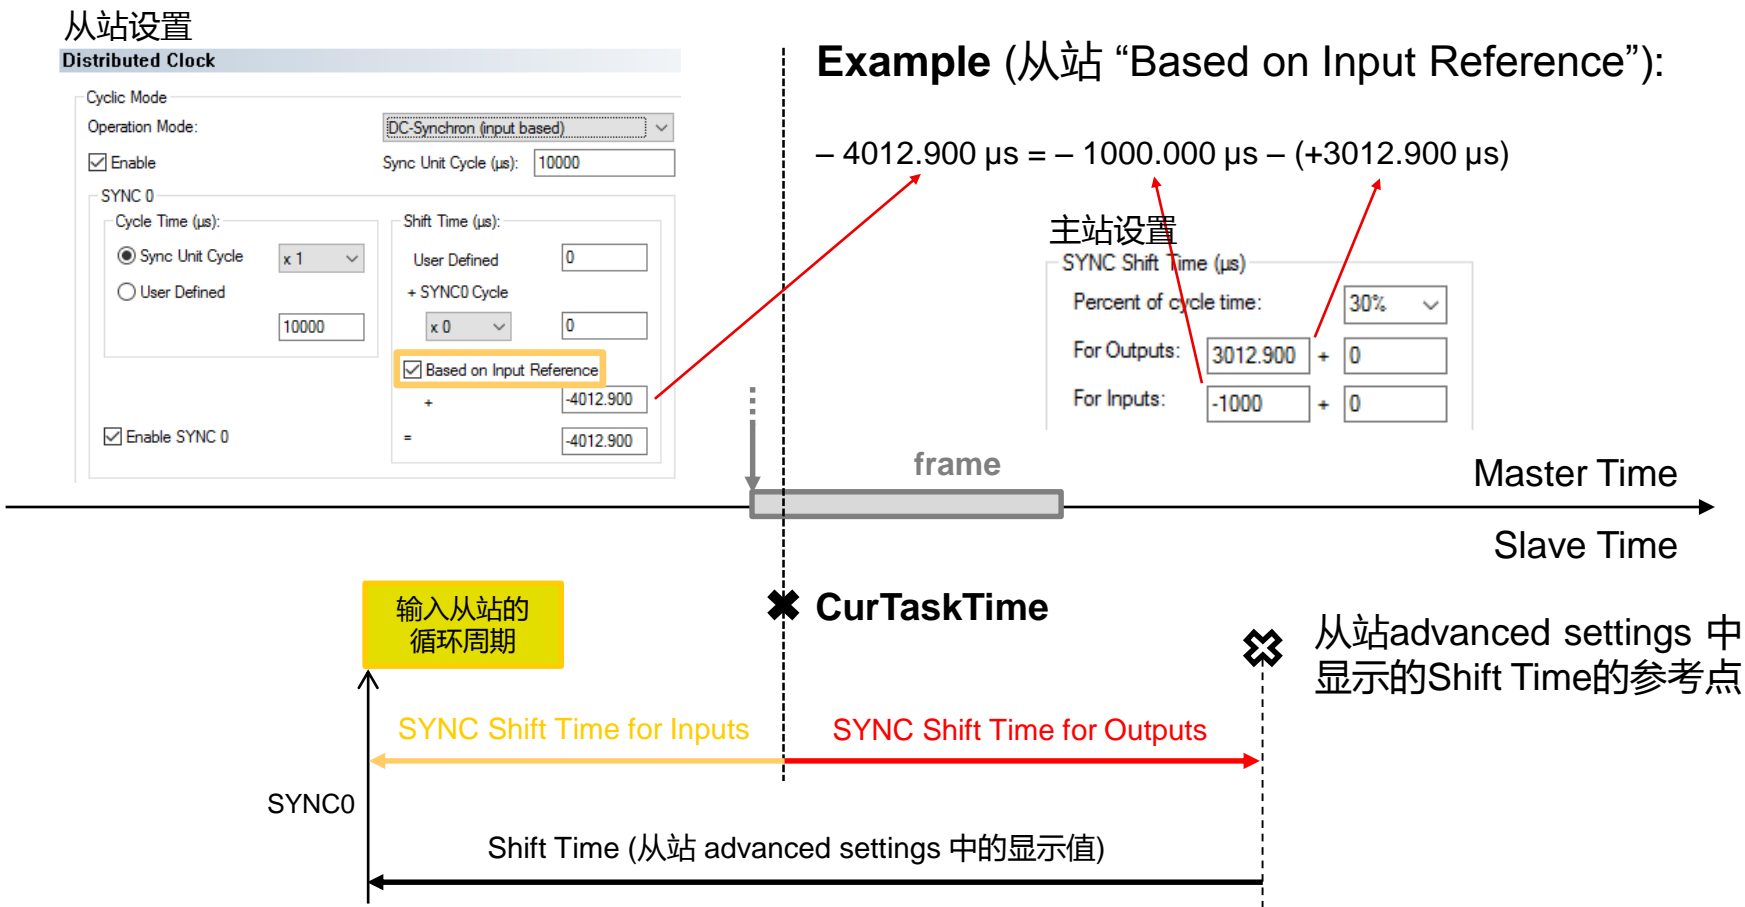 从站设置
Distributed Clock
Cyclic Mode
Operation Mode:
DC-Synchron (input based)
Enable
Sync Unit Cycle (µs):
10000
SYNC 0
Cycle Time (µs):
Sync Unit Cycle
x 1
User Defined
10000
Shift Time (µs):
User Defined
0
+ SYNC0 Cycle
x 0
0
Based on Input Reference
+
-4012.900
Enable SYNC 0
=
-4012.900
Example (从站 “Based on Input Reference”):
– 4012.900 µs = – 1000.000 µs – (+3012.900 µs)
主站设置
SYNC Shift Time (µs)
Percent of cycle time:
30%
For Outputs:
3012.900
+
0
For Inputs:
-1000
+
0
frame
Master Time
Slave Time
输入从站的
循环周期
CurTaskTime
从站advanced settings 中
显示的Shift Time的参考点
SYNC Shift Time for Inputs
SYNC Shift Time for Outputs
SYNC0
Shift Time (从站 advanced settings 中的显示值)